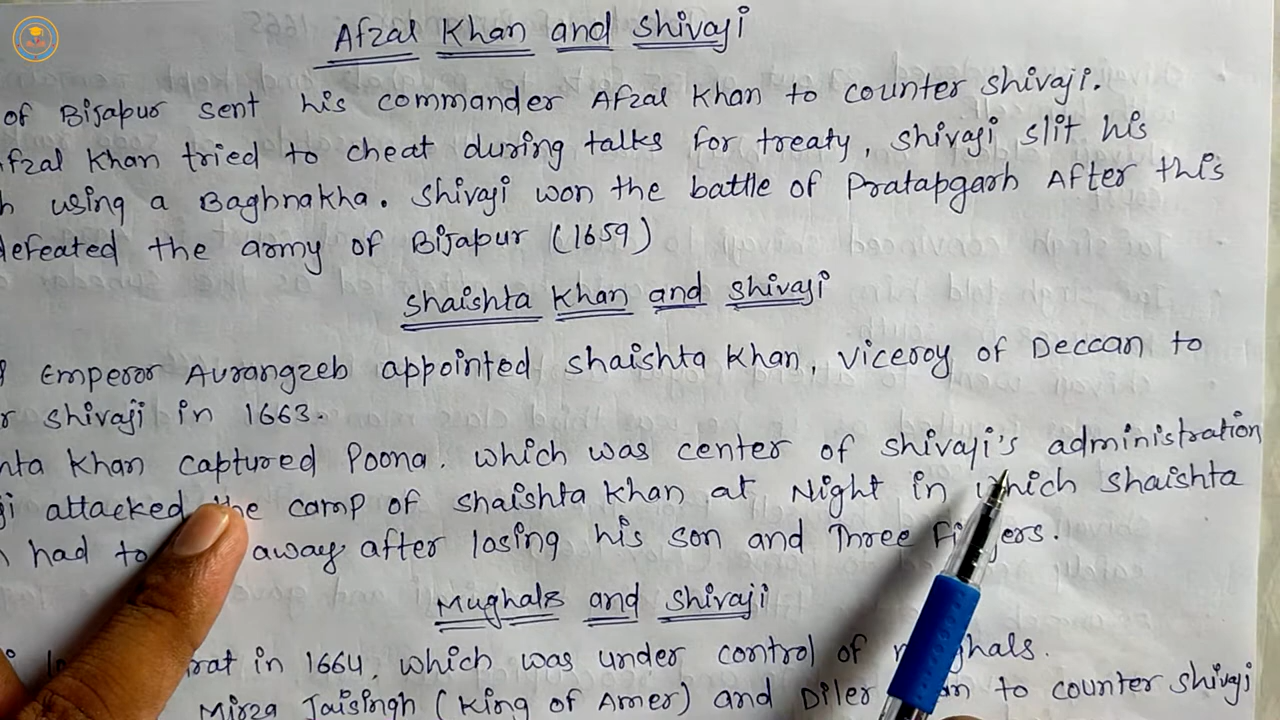 Afzal Khan and Shivaji
of Bijapur sent his commander Afzal Khan to counter Shivaji.
fzal Khan tried to cheat during talks for treaty, Shivaji slit his
h using a Baghnakha. Shivaji won the battle of Pratapgarh After this
defeated the army of Bijapur (1659)
Shaishta Khan and Shivaji
Emperor Aurangzeb appointed Shaishta Khan, viceroy of Deccan to
r Shivaji in 1663.
hta Khan captured Poona. which was center of Shivaji's administration
ji attacked the camp of Shaishta Khan at Night in which Shaishta
had to away after losing his son and Three Fingers.
Mughals and Shivaji
rat in 1664, which was under control of mughals.
Mirza Jaisingh (King of Amer) and Diler to counter Shivaji